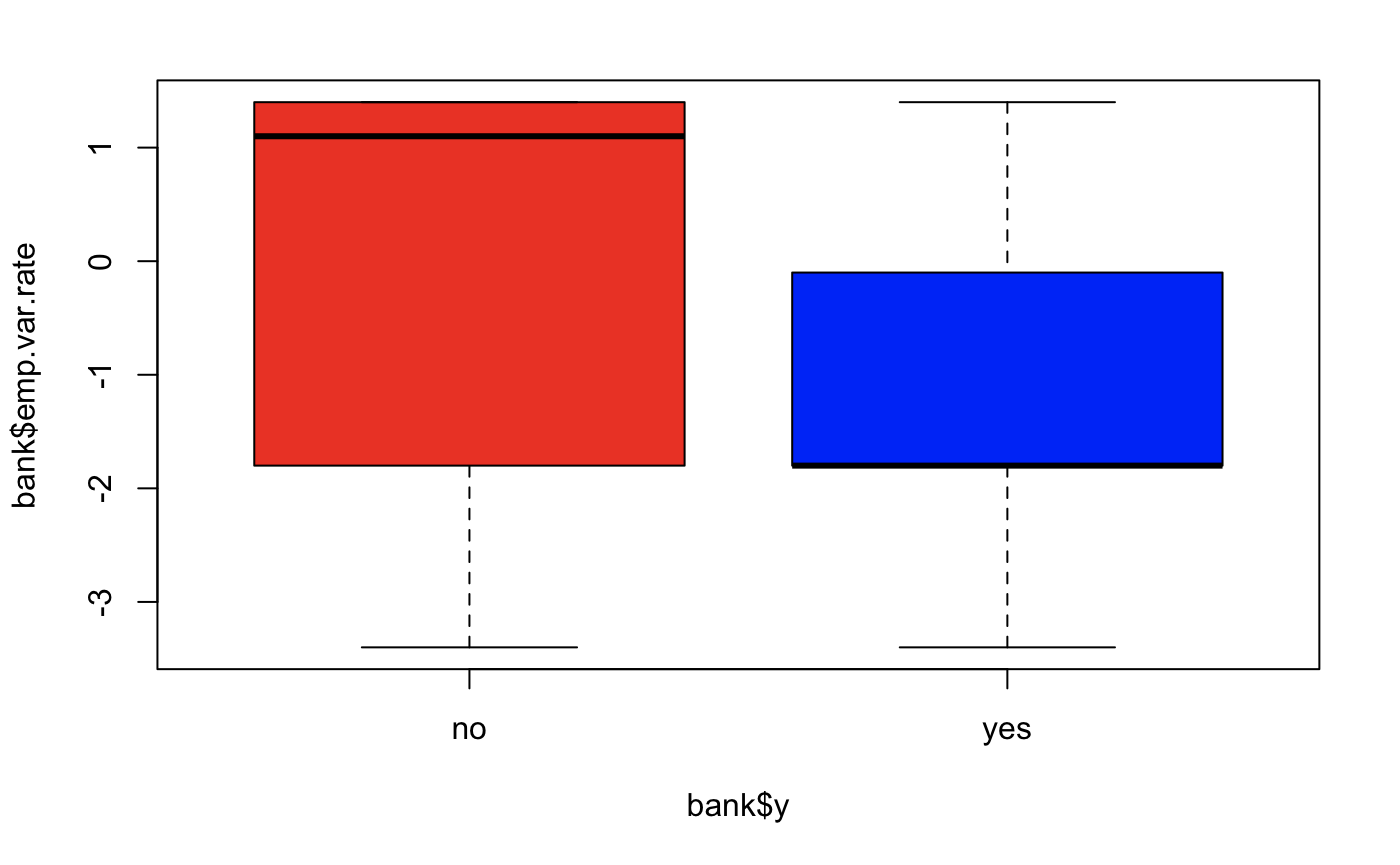 bank$emp.var.rate
1
0
-1
-2
-3
no yes
bank$y